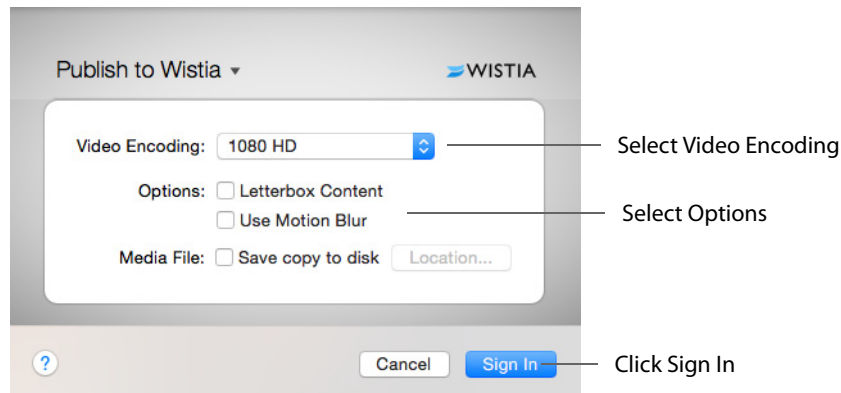 Publish to Wistia
WISTIA
Video Encoding: 1080 HD
Select Video Encoding
Options: Letterbox Content
Use Motion Blur
Select Options
Media File: Save copy to disk Location...
? Cancel Sign In
Click Sign In